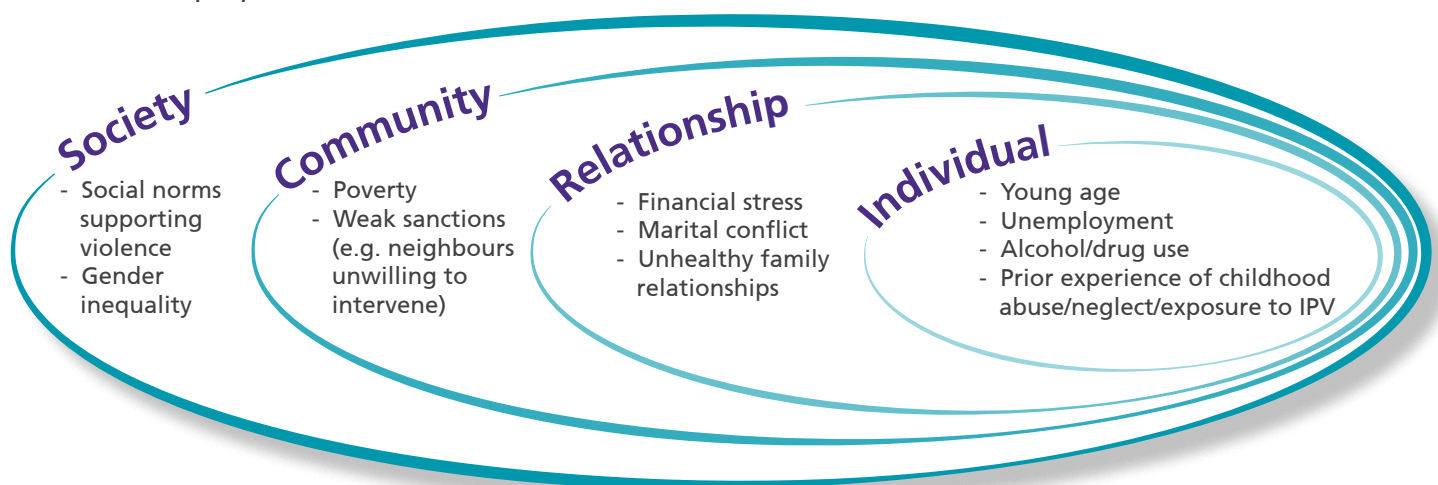 Society
- Social norms
supporting
violence
- Gender
inequality
Community
- Poverty
- Weak sanctions
(e.g. neighbours
unwilling to
intervene)
Relationship
- Financial stress
- Marital conflict
- Unhealthy family
relationships
Individual
- Young age
- Unemployment
- Alcohol/drug use
- Prior experience of childhood
abuse/neglect/exposure to IPV